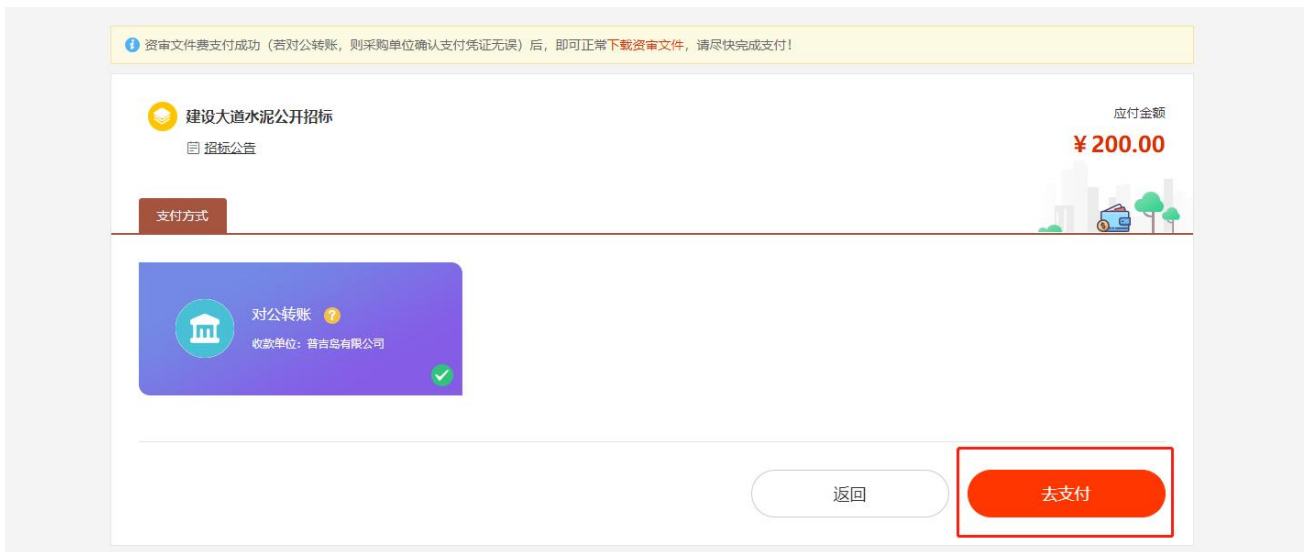 资审文件费支付成功（若对公转账，则采购单位确认支付凭证无误）后，即可正常下载资审文件，请尽快完成支付！
建设大道水泥公开招标
应付金额
招标公告
¥200.00
支付方式
对公转账
收款单位：普吉岛有限公司
返回
去支付